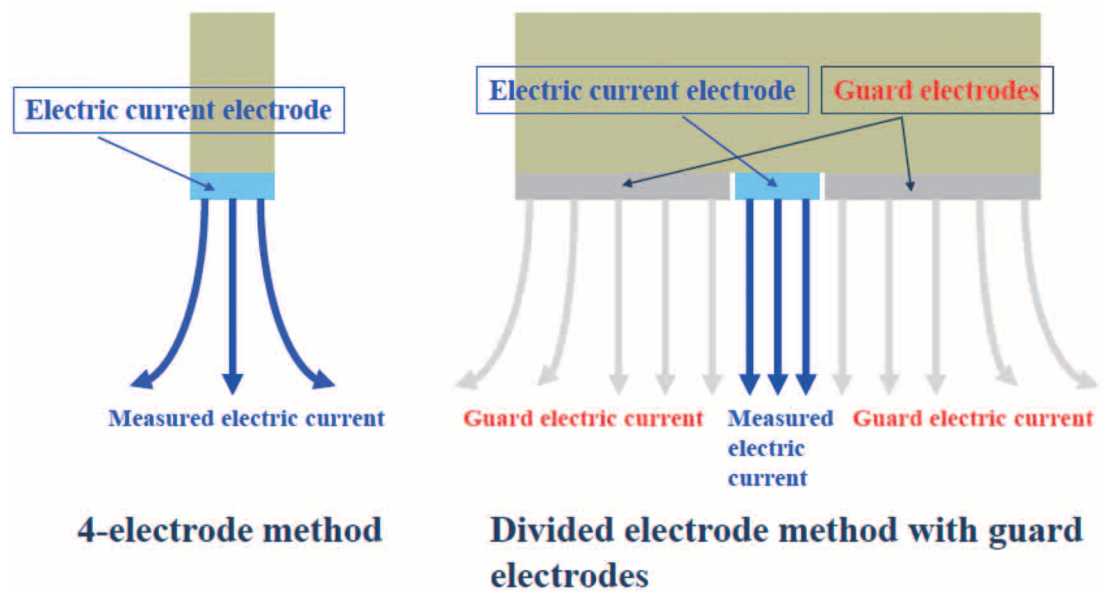 Electric current electrode
Measured electric current
4-electrode method
Electric current electrode
Guard electrodes
Guard electric current
Measured
electric
current
Guard electric current
Divided electrode method with guard
electrodes